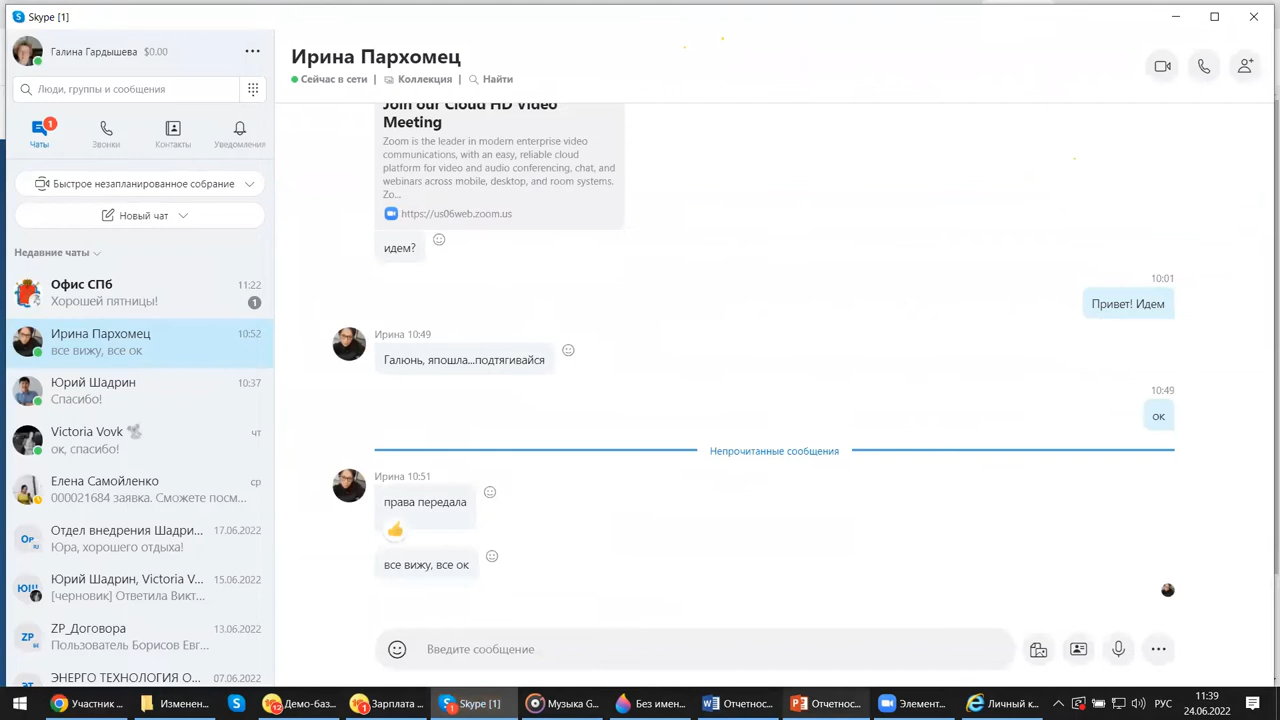 Skype [1]
Галина Гардышева $0.00
Люди, группы и сообщения
1
Чаты
Звонки
Контакты
Уведомления
Быстрое незапланированное собрание
Новый чат
Недавние чаты
Офис СПб 11:22
Хорошей пятницы! 1
Ирина Пархомец 10:52
все вижу, все ок
Юрий Шадрин 10:37
Спасибо!
Victoria Vovk чт
ок, спасибо!
Елена Самойленко ср
000021684 заявка. Сможете посм...
Отдел внедрения Шадри... 17.06.2022
Юра, хорошего отдыха!
Юрий Шадрин, Victoria V... 15.06.2022
[черновик] Ответила Викт...
ZP_Договора 13.06.2022
Пользователь Борисов Евг...
ЭНЕРГО ТЕХНОЛОГИЯ О... 10.06.2022
Ирина Пархомец
Сейчас в сети | Коллекция | Найти
Join our Cloud HD Video
Meeting
Zoom is the leader in modern enterprise video
communications, with an easy, reliable cloud
platform for video and audio conferencing, chat, and
webinars across mobile, desktop, and room systems.
Zo...
https://us06web.zoom.us
идем?
10:01
Привет! Идем
Ирина 10:49
Галюнь, япошла...подтягивайся
10:49
ок
Непрочитанные сообщения
Ирина 10:51
права передала
все вижу, все ок
Введите сообщение
Участник ...
Изменен...
Демо-баз...
Зарплата ...
Skype [1]
Музыка G...
Без имен...
Отчетнос...
Отчетнос...
Элемент...
Личный к...
РУС
11:39
24.06.2022